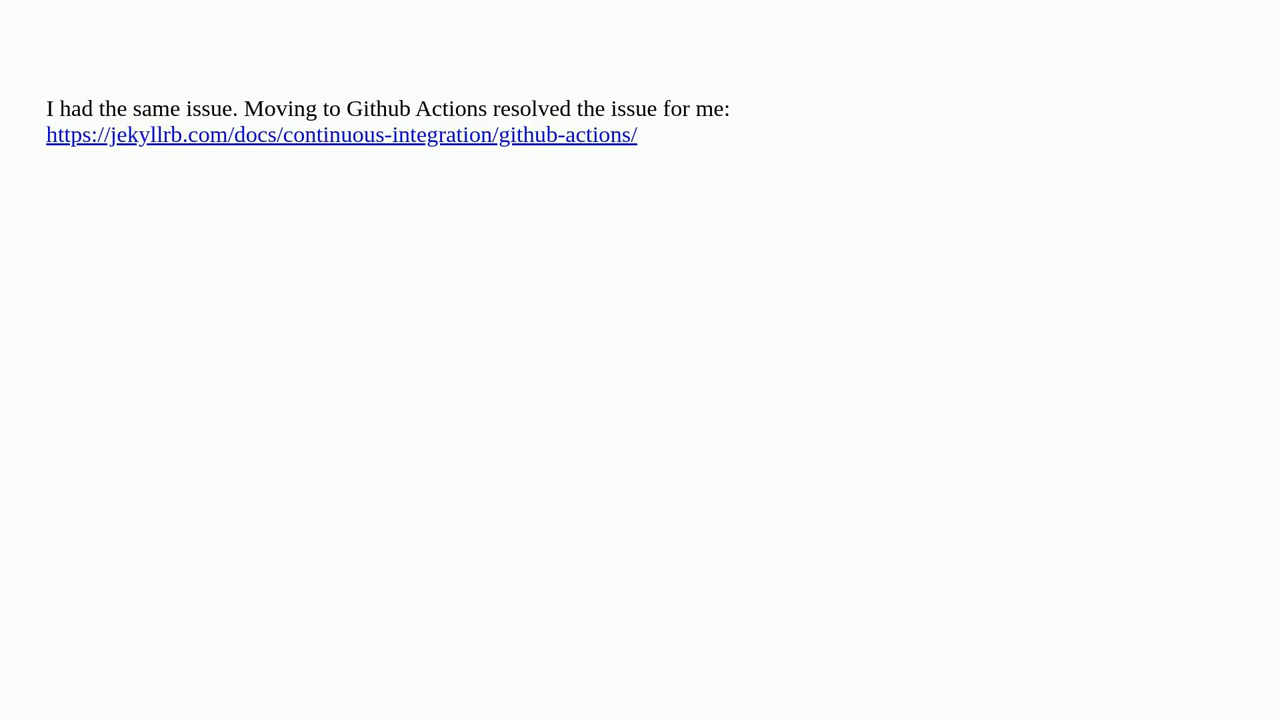 I had the same issue. Moving to Github Actions resolved the issue for me:
https://jekyllrb.com/docs/continuous-integration/github-actions/